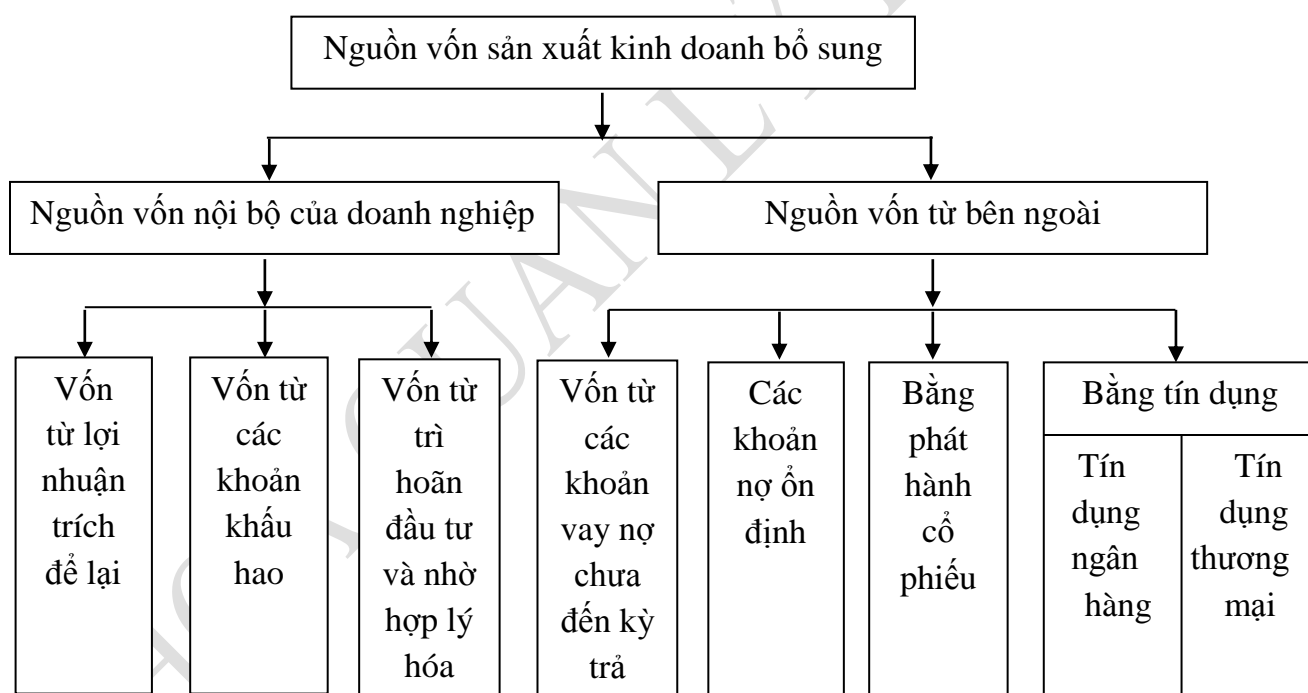 Nguồn vốn sản xuất kinh doanh bổ sung
Nguồn vốn nội bộ của doanh nghiệp
Nguồn vốn từ bên ngoài
Vốn
từ lợi
nhuận
trích
để lại
Vốn từ
các
khoản
khấu
hao
Vốn từ
trì
hoãn
đầu tư
và nhờ
hợp lý
hóa
Vốn từ
các
khoản
vay nợ
chưa
đến kỳ
trả
Các
khoản
nợ ổn
định
Bằng
phát
hành
cổ
phiếu
Bằng tín dụng
Tín
dụng
ngân
hàng
Tín
dụng
thương
mại